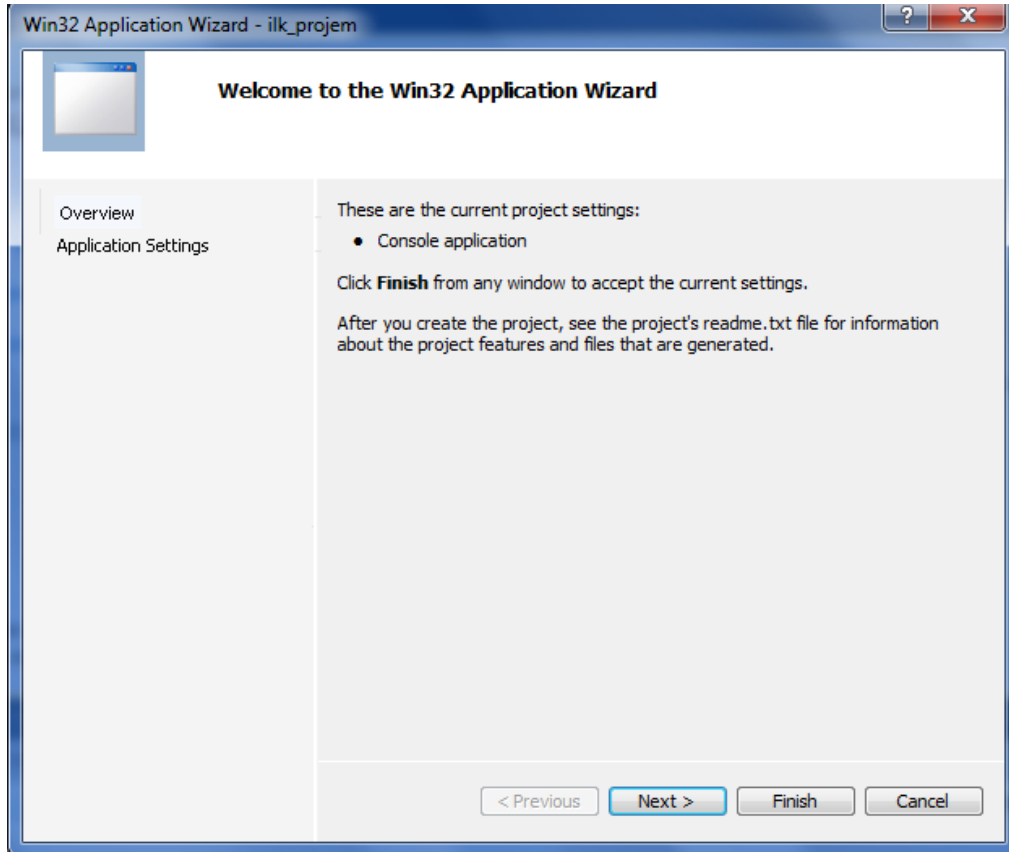 Win32 Application Wizard - ilk_projem
?
x
Welcome to the Win32 Application Wizard
Overview
Application Settings
These are the current project settings:
• Console application
Click Finish from any window to accept the current settings.
After you create the project, see the project's readme.txt file for information
about the project features and files that are generated.
< Previous
Next >
Finish
Cancel